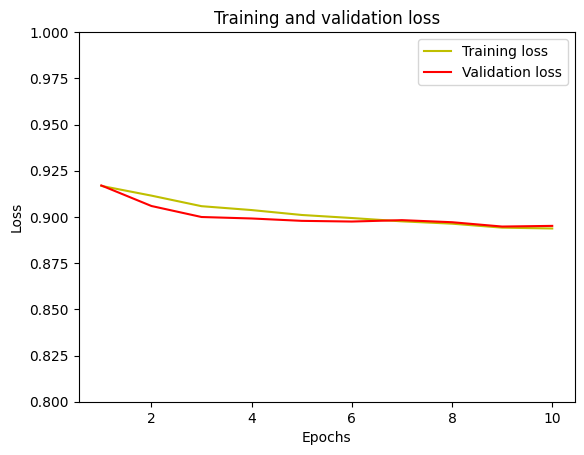 Training and validation loss
Training loss
Validation loss
1.000
0.975
0.950
0.925
0.900
0.875
0.850
0.825
0.800
Loss
2
4
6
8
10
Epochs